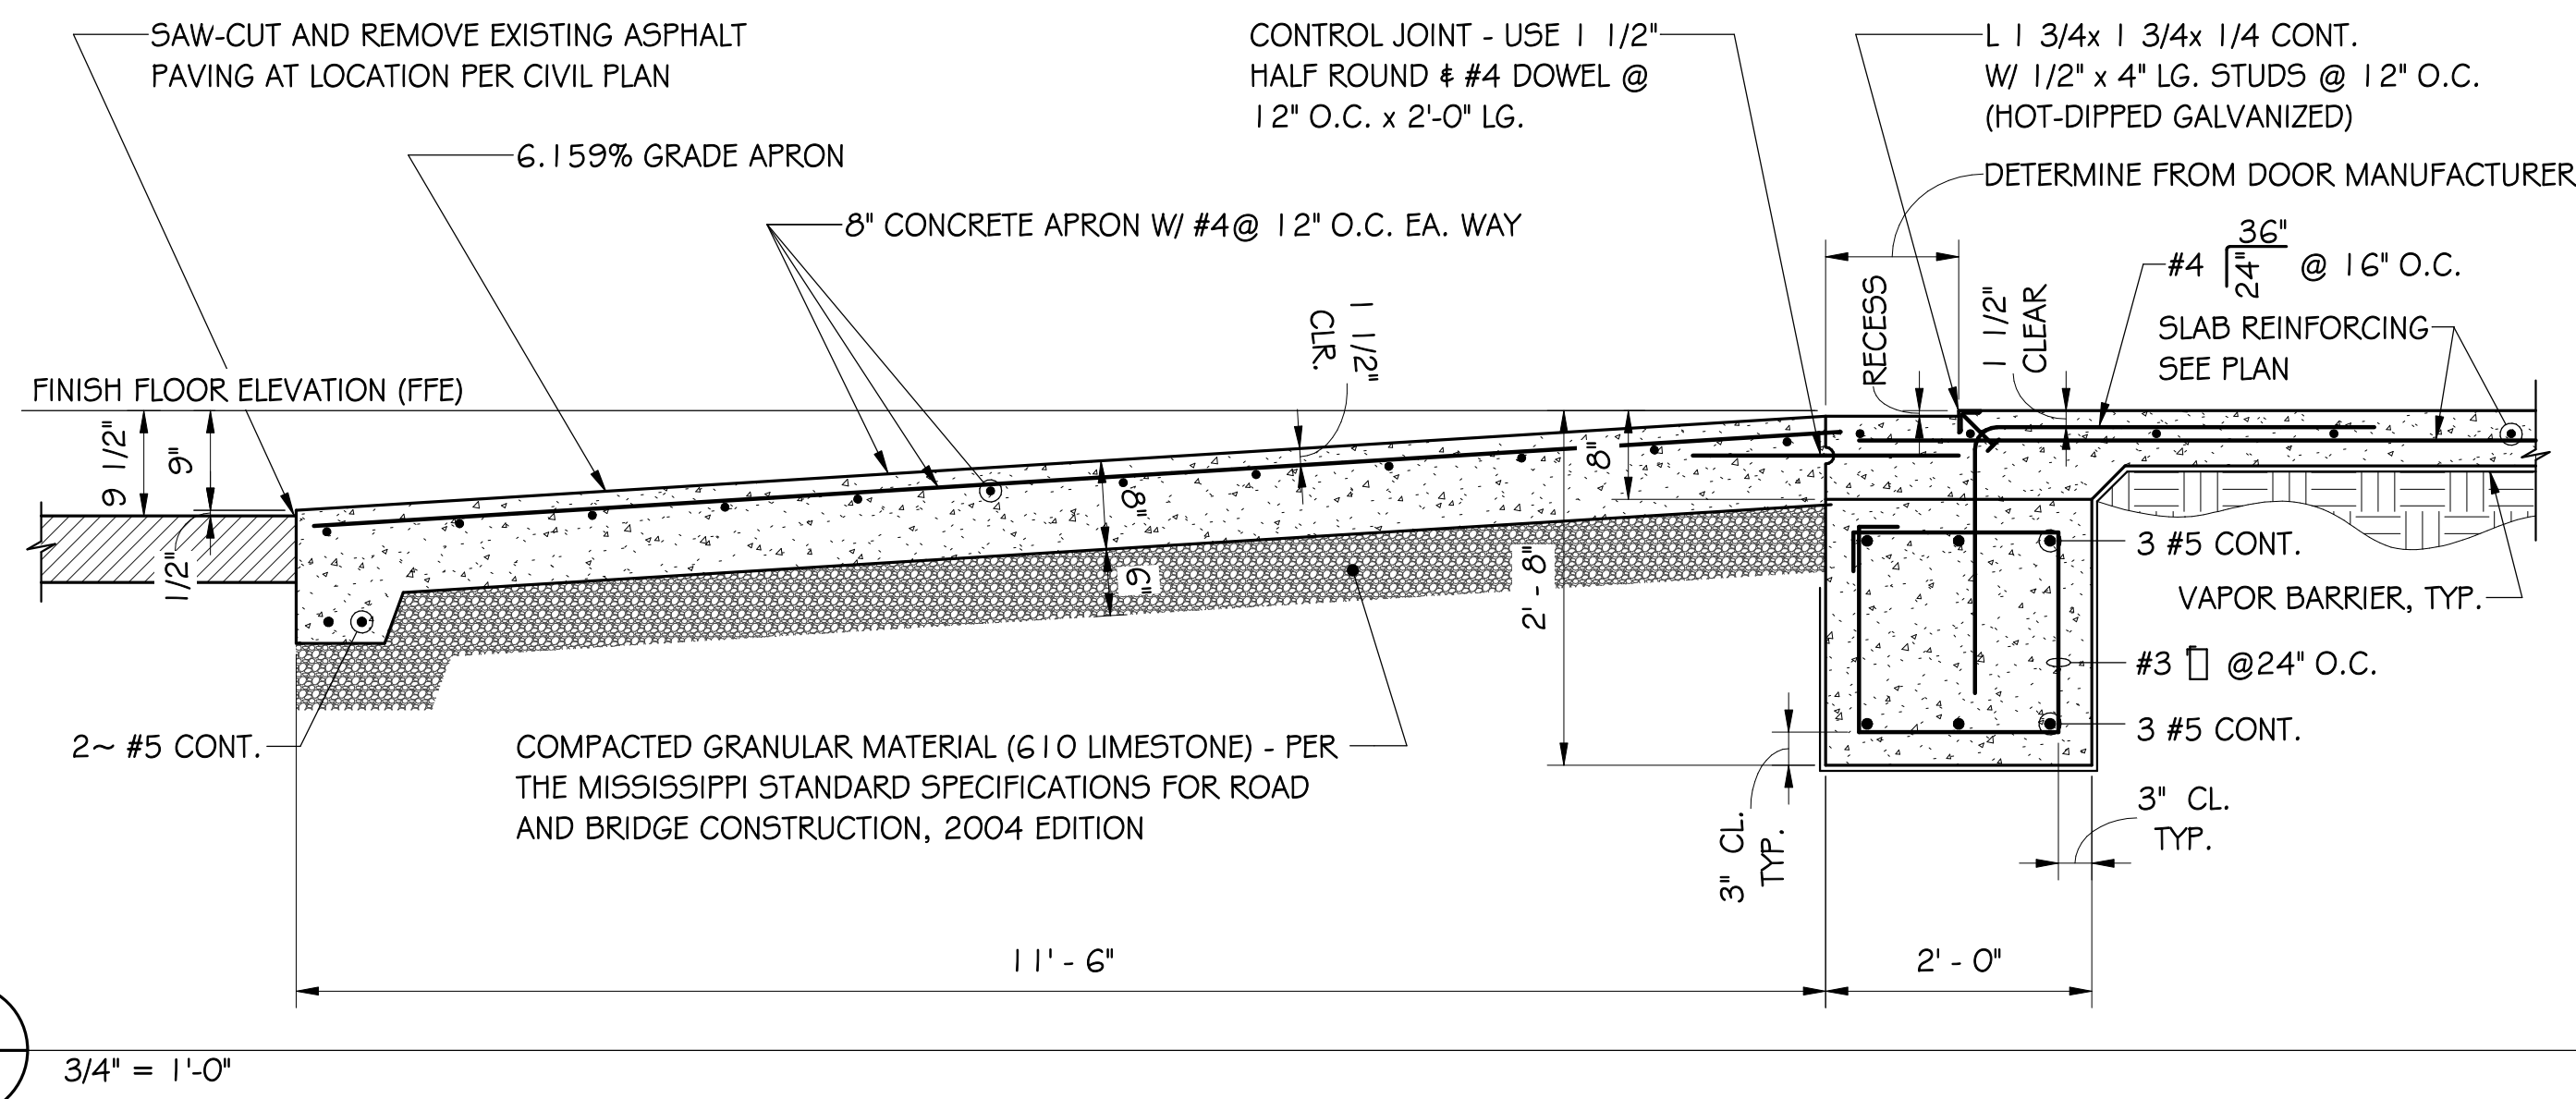 SAW-CUT AND REMOVE EXISTING ASPHALT
PAVING AT LOCATION PER CIVIL PLAN
6.159% GRADE APRON
8" CONCRETE APRON W/ #4@ 12" O.C. EA. WAY
CONTROL JOINT - USE 1 1/2"
HALF ROUND & #4 DOWEL @
12" O.C. x 2'-0" LG.
L 1 3/4x 1 3/4x 1/4 CONT.
W/ 1/2" x 4" LG. STUDS @ 12" O.C.
(HOT-DIPPED GALVANIZED)
DETERMINE FROM DOOR MANUFACTURER
36"
#4 24" @ 16" O.C.
SLAB REINFORCING
SEE PLAN
RECESS
1 1/2"
CLEAR
1 1/2"
CLR.
FINISH FLOOR ELEVATION (FFE)
9 1/2"
9"
1/2"
8"
6"
8"
2' - 8"
3 #5 CONT.
VAPOR BARRIER, TYP.
#3 @24" O.C.
3 #5 CONT.
3" CL.
TYP.
3" CL.
TYP.
2~ #5 CONT.
COMPACTED GRANULAR MATERIAL (610 LIMESTONE) - PER
THE MISSISSIPPI STANDARD SPECIFICATIONS FOR ROAD
AND BRIDGE CONSTRUCTION, 2004 EDITION
11' - 6"
2' - 0"
3/4" = 1'-0"